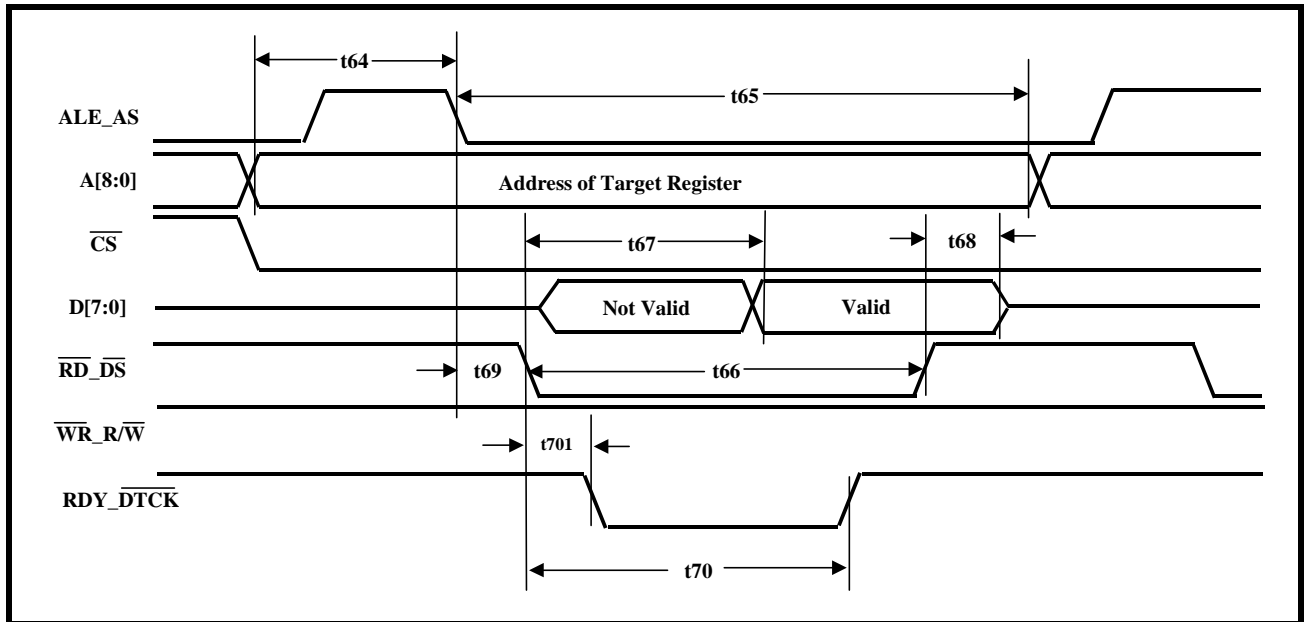 t64
t65
ALE_AS
A[8:0]
Address of Target Register
CS
t67
t68
D[7:0]
Not Valid
Valid
RD_DS
t69
t66
WR_R/W
t701
RDY_DTCK
t70